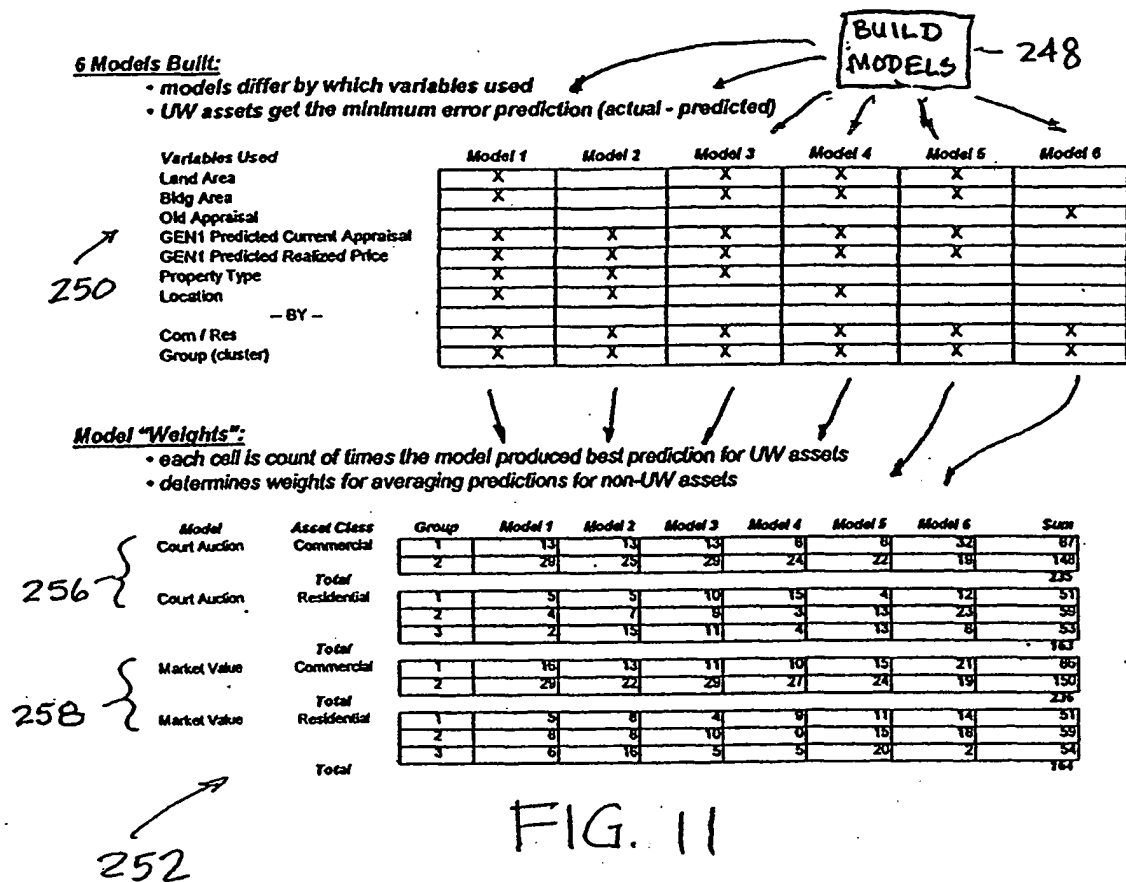 BUILD
MODELS
248
6 Models Built:
• models differ by which variables used
• UW assets get the minimum error prediction (actual - predicted)
Variables Used Model 1 Model 2 Model 3 Model 4 Model 5 Model 6
Land Area X X X X
Bldg Area X X X X
Old Appraisal X
GEN1 Predicted Current Appraisal X X X X X
GEN1 Predicted Realized Price X X X X X
Property Type X X X
Location X X X
-- BY --
Com / Res X X X X X X
Group (cluster) X X X X X X
250
Model "Weights":
• each cell is count of times the model produced best prediction for UW assets
• determines weights for averaging predictions for non-UW assets
Model Asset Class Group Model 1 Model 2 Model 3 Model 4 Model 5 Model 6 Sum
Court Auction Commercial 1 13 13 13 8 8 32 87
2 29 25 29 24 22 19 148
Total 235
256
Court Auction Residential 1 5 5 10 15 4 12 51
2 4 7 9 3 13 23 59
3 2 15 11 4 13 8 53
Total 163
Market Value Commercial 1 16 13 11 10 15 21 86
2 29 22 29 27 24 19 150
Total 236
258
Market Value Residential 1 5 8 4 9 11 14 51
2 8 8 10 0 15 18 59
3 6 16 5 5 20 2 54
Total 164
252
FIG. 11